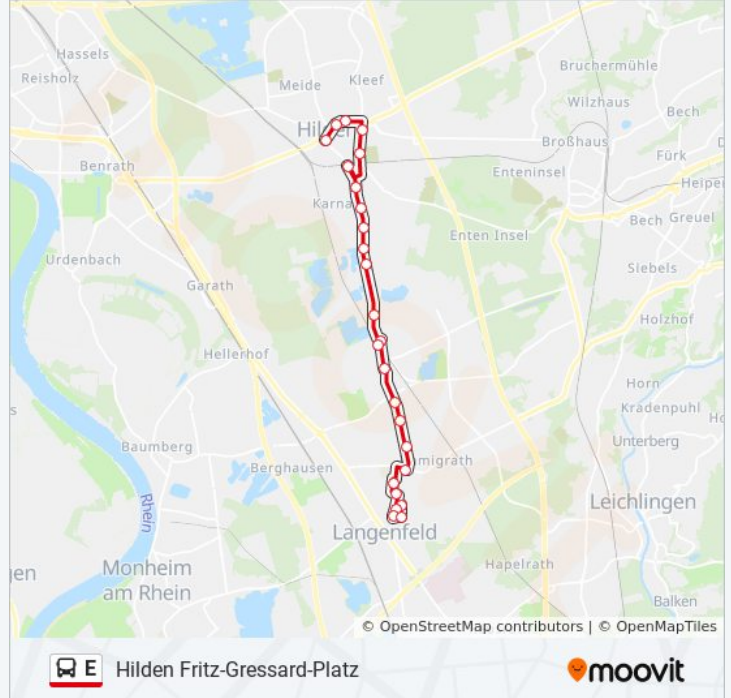 Hassels
Reisholz
Meide
Kleef
Bruchermühle
Wilzhaus
Bech
Hilden
Broßhaus
Benrath
Fürk
Enteninsel
Heiper
Karna
Bech Greuel
Enten Insel
Urdenbach
Siebels
Garath
Holzhof
Hellerhof
Horn
Kradenpuhl
Unterberg
Baumberg
Berghausen
migrath
Leichlingen
Rhein
Langenfeld
Hapelrath
Monheim
am Rhein
Balken
© OpenStreetMap contributors | © OpenMapTiles
E Hilden Fritz-Gressard-Platz
moovit